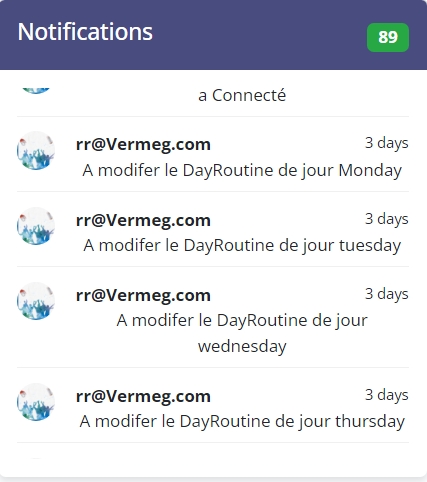 Notifications
89
a Connecté
rr@Vermeg.com 3 days
A modifer le DayRoutine de jour Monday
rr@Vermeg.com 3 days
A modifer le DayRoutine de jour tuesday
rr@Vermeg.com 3 days
A modifer le DayRoutine de jour
wednesday
rr@Vermeg.com 3 days
A modifer le DayRoutine de jour thursday